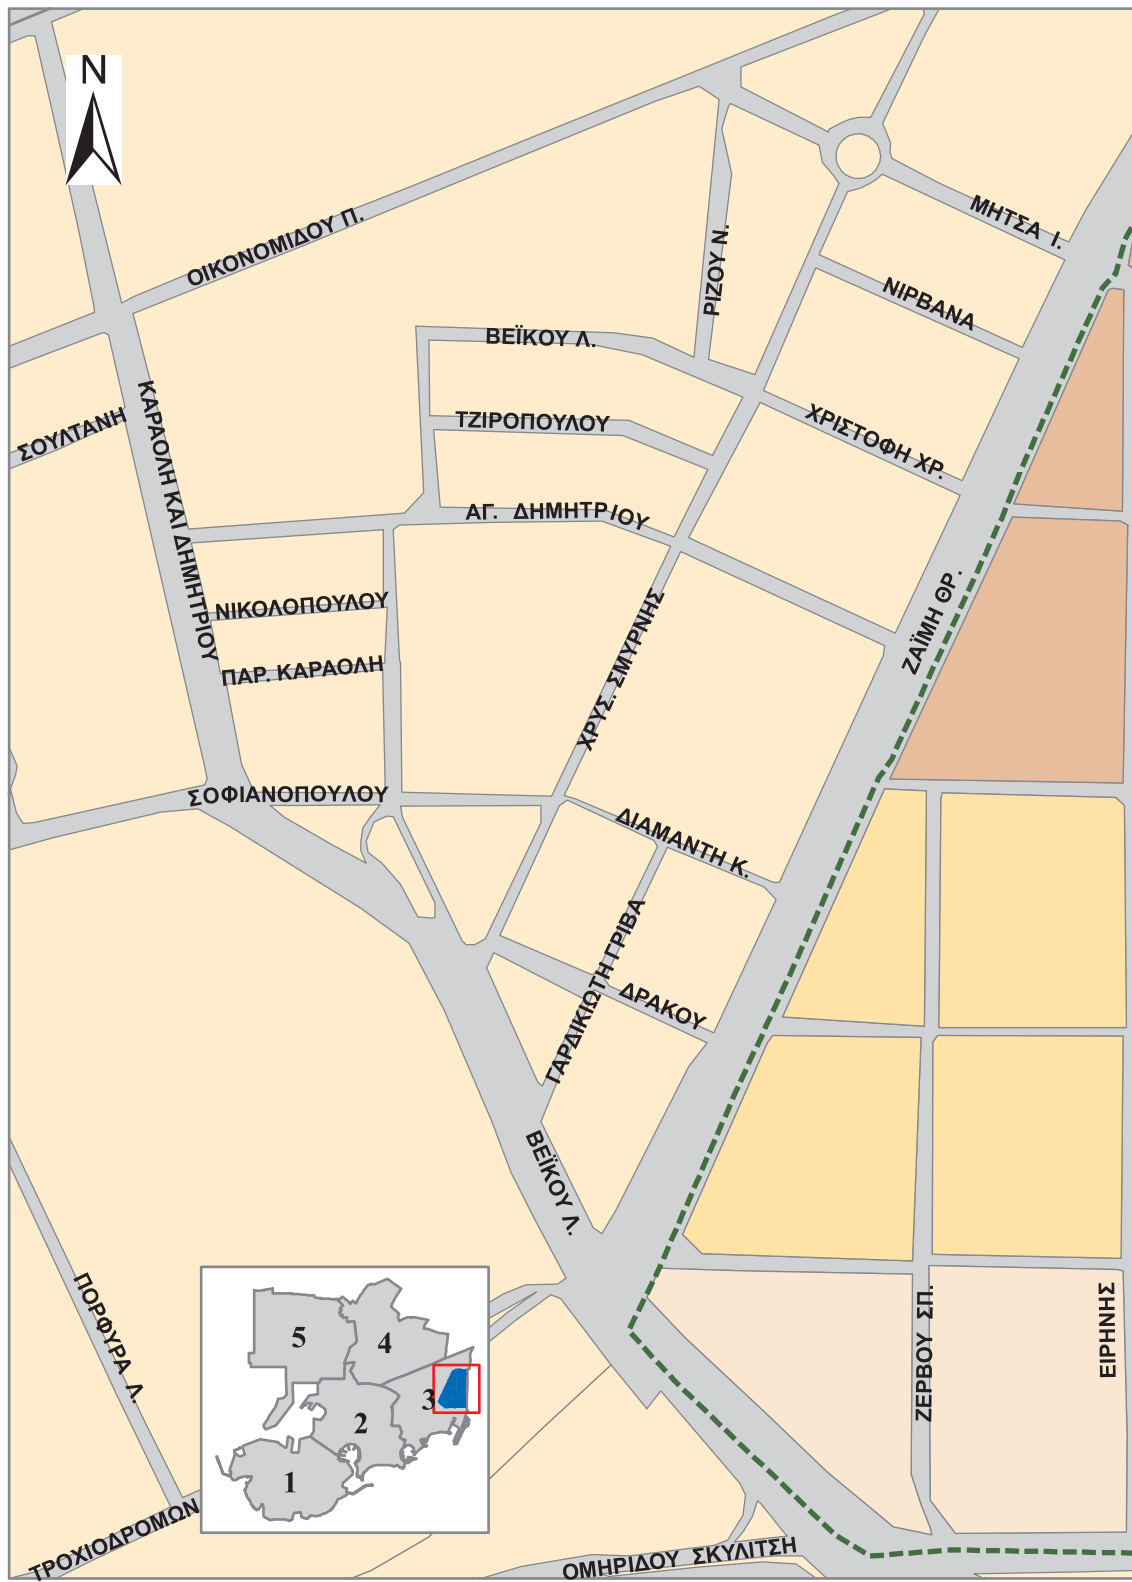 N
ΜΗΤΣΑ Ι.
ΟΙΚΟΝΟΜΙΔΟΥ Π.
ΡΙΖΟΥ Ν.
ΝΙΡΒΑΝΑ
ΒΕΪΚΟΥ Λ.
ΚΑΡΑΟΛΗ ΚΑΙ ΔΗΜΗΤΡΙΟΥ
ΣΟΥΛΤΑΝΗ
ΤΖΙΡΟΠΟΥΛΟΥ
ΧΡΙΣΤΟΦΗ ΧΡ.
ΑΓ. ΔΗΜΗΤΡΙΟΥ
ΖΑΪΜΗ ΘΡ.
ΝΙΚΟΛΟΠΟΥΛΟΥ
ΧΡΥΣ. ΣΜΥΡΝΗΣ
ΠΑΡ. ΚΑΡΑΟΛΗ
ΣΟΦΙΑΝΟΠΟΥΛΟΥ
ΔΙΑΜΑΝΤΗ Κ.
ΓΑΡΔΙΚΙΩΤΗ ΓΡΙΒΑ
ΔΡΑΚΟΥ
ΒΕΪΚΟΥ Λ.
ΠΟΡΦΥΡΑ Λ.
ΖΕΡΒΟΥ ΣΠ.
ΕΙΡΗΝΗΣ
5
4
3
2
1
ΤΡΟΧΙΟΔΡΟΜΩΝ
ΟΜΗΡΙΔΟΥ ΣΚΥΛΙΤΣΗ